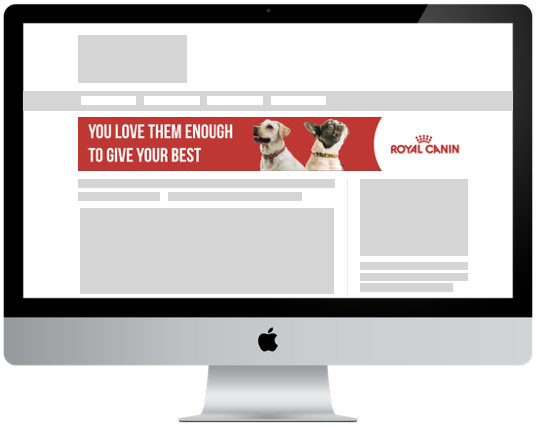 YOU LOVE THEM ENOUGH
TO GIVE YOUR BEST
ROYAL CANIN